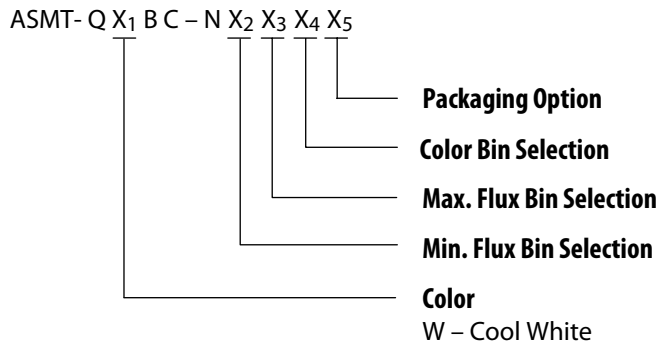 ASMT- Q X1 B C – N X2 X3 X4 X5
Packaging Option
Color Bin Selection
Max. Flux Bin Selection
Min. Flux Bin Selection
Color
W – Cool White